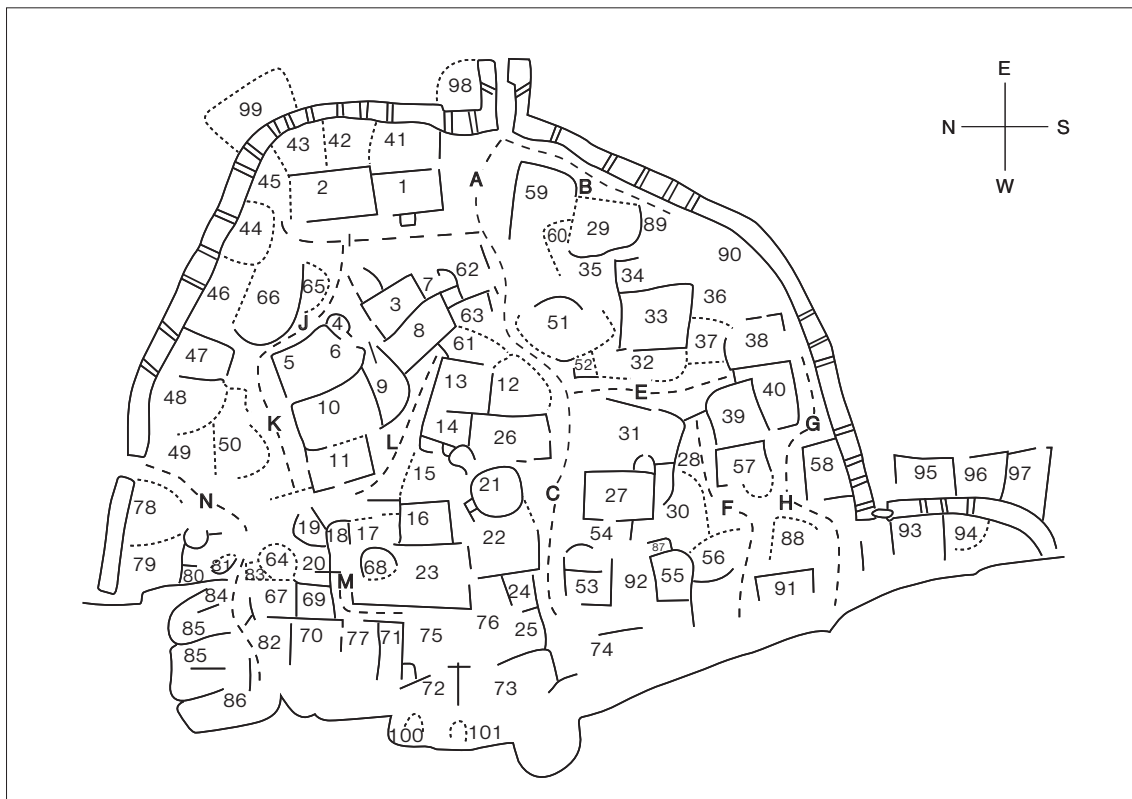 98
E
99
N S
43 42 41
W
45 2 1 A 59 B
44 60 29 89
I 35 90
62 34
46 66 65 7 36
3 63 51 33
J 4 8 61 37 38
47 5 6 52 32
48 9 13 12 E 40
10 39
K 14 26 31 G
49 50 L
11 15 28 57 58 95 96 97
78 N 21 C 27 30 F H
19 18 17 16 22 54 88 93 94
79 80 81 83 64 20 68 23 87 56
M 53 92 55 91
84 67 69 24
85 82 70 77 71 75 76 25
85 74
86 72 73
100 101